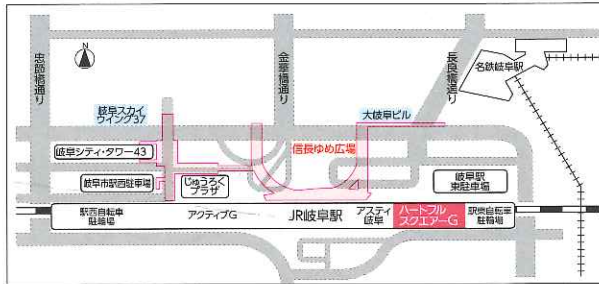 忠節橋通り
N
金華橋通り
長良橋通り
名鉄岐阜駅
岐阜スカイ
ウイング37
大岐阜ビル
信長ゆめ広場
岐阜シティ・タワー43
岐阜市駅西駐車場
じゅうろく
プラザ
岐阜駅
東駐車場
駅西自転車
駐輪場
アクティブG
JR岐阜駅
アスティ
岐阜
ハートフル
スクエアーG
駅東自転車
駐輪場